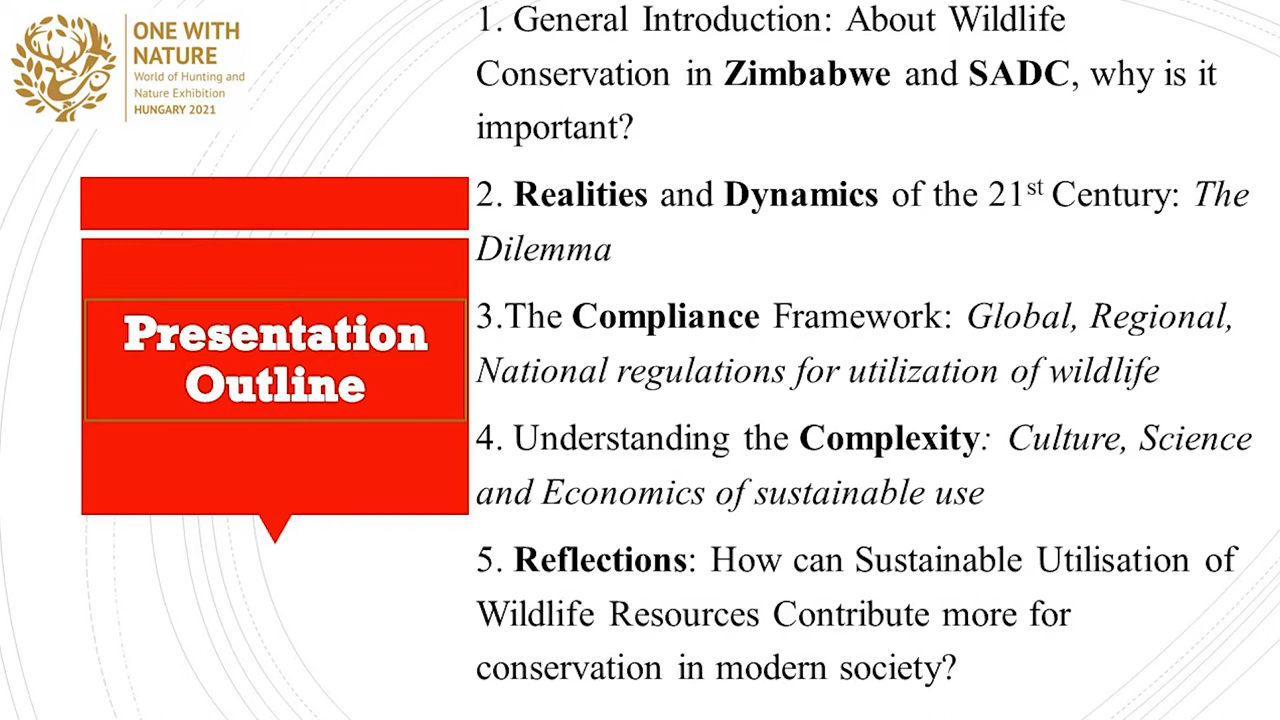 ONE WITH
NATURE
World of Hunting and
Nature Exhibition
HUNGARY 2021
Presentation
Outline
1. General Introduction: About Wildlife
Conservation in Zimbabwe and SADC, why is it
important?
2. Realities and Dynamics of the 21st Century: The
Dilemma
3.The Compliance Framework: Global, Regional,
National regulations for utilization of wildlife
4. Understanding the Complexity: Culture, Science
and Economics of sustainable use
5. Reflections: How can Sustainable Utilisation of
Wildlife Resources Contribute more for
conservation in modern society?